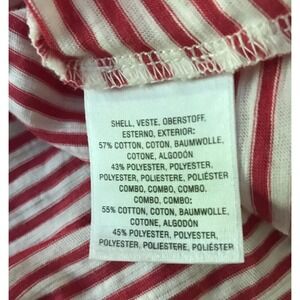 SHELL, VESTE, OBERSTOFF,
ESTERNO, EXTERIOR:
57% COTTON, COTON, BAUMWOLLE,
COTONE, ALGODÓN
43% POLYESTER, POLYESTER,
POLYESTER, POLIESTERE, POLIÉSTER
COMBO, COMBO, COMBO,
COMBO, COMBO:
55% COTTON, COTON, BAUMWOLLE,
COTONE, ALGODÓN
45% POLYESTER, POLYESTER,
POLYESTER, POLIESTERE, POLIÉSTER